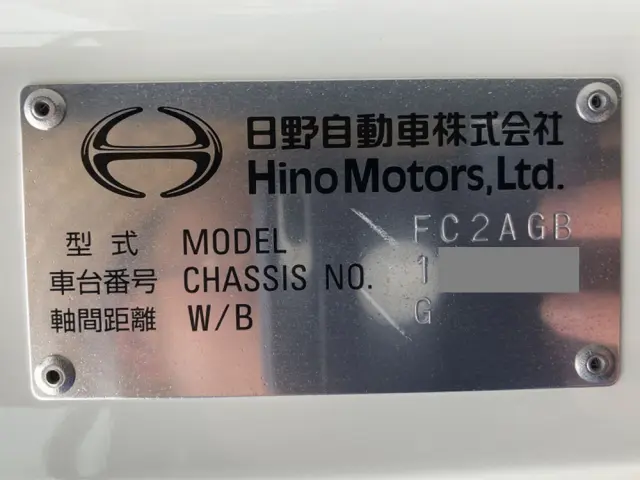 日野自動車株式会社
Hino Motors, Ltd.
型式 MODEL FC2AGB
車台番号 CHASSIS NO. 1
軸間距離 W/B G